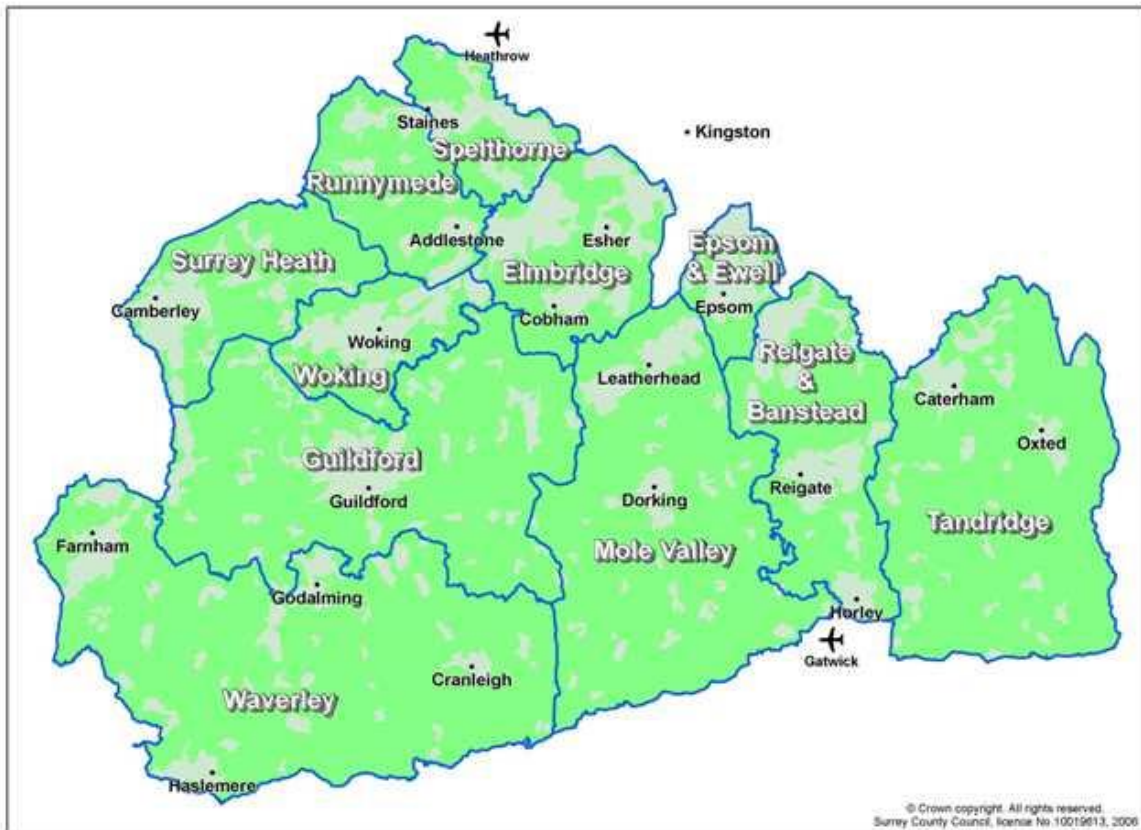 Heathrow
Staines
Kingston
Spelthorne
Runnymede
Addlestone
Esher
Epsom
& Ewell
Surrey Heath
Elmbridge
Camberley
Epsom
Cobham
Woking
Reigate
&
Banstead
Woking
Leatherhead
Caterham
Oxted
Guildford
Guildford
Reigate
Dorking
Tandridge
Farnham
Mole Valley
Godalming
Horley
Gatwick
Cranleigh
Waverley
Haslemere
© Crown copyright. All rights reserved.
Surrey County Council, licence No 10019613, 2006